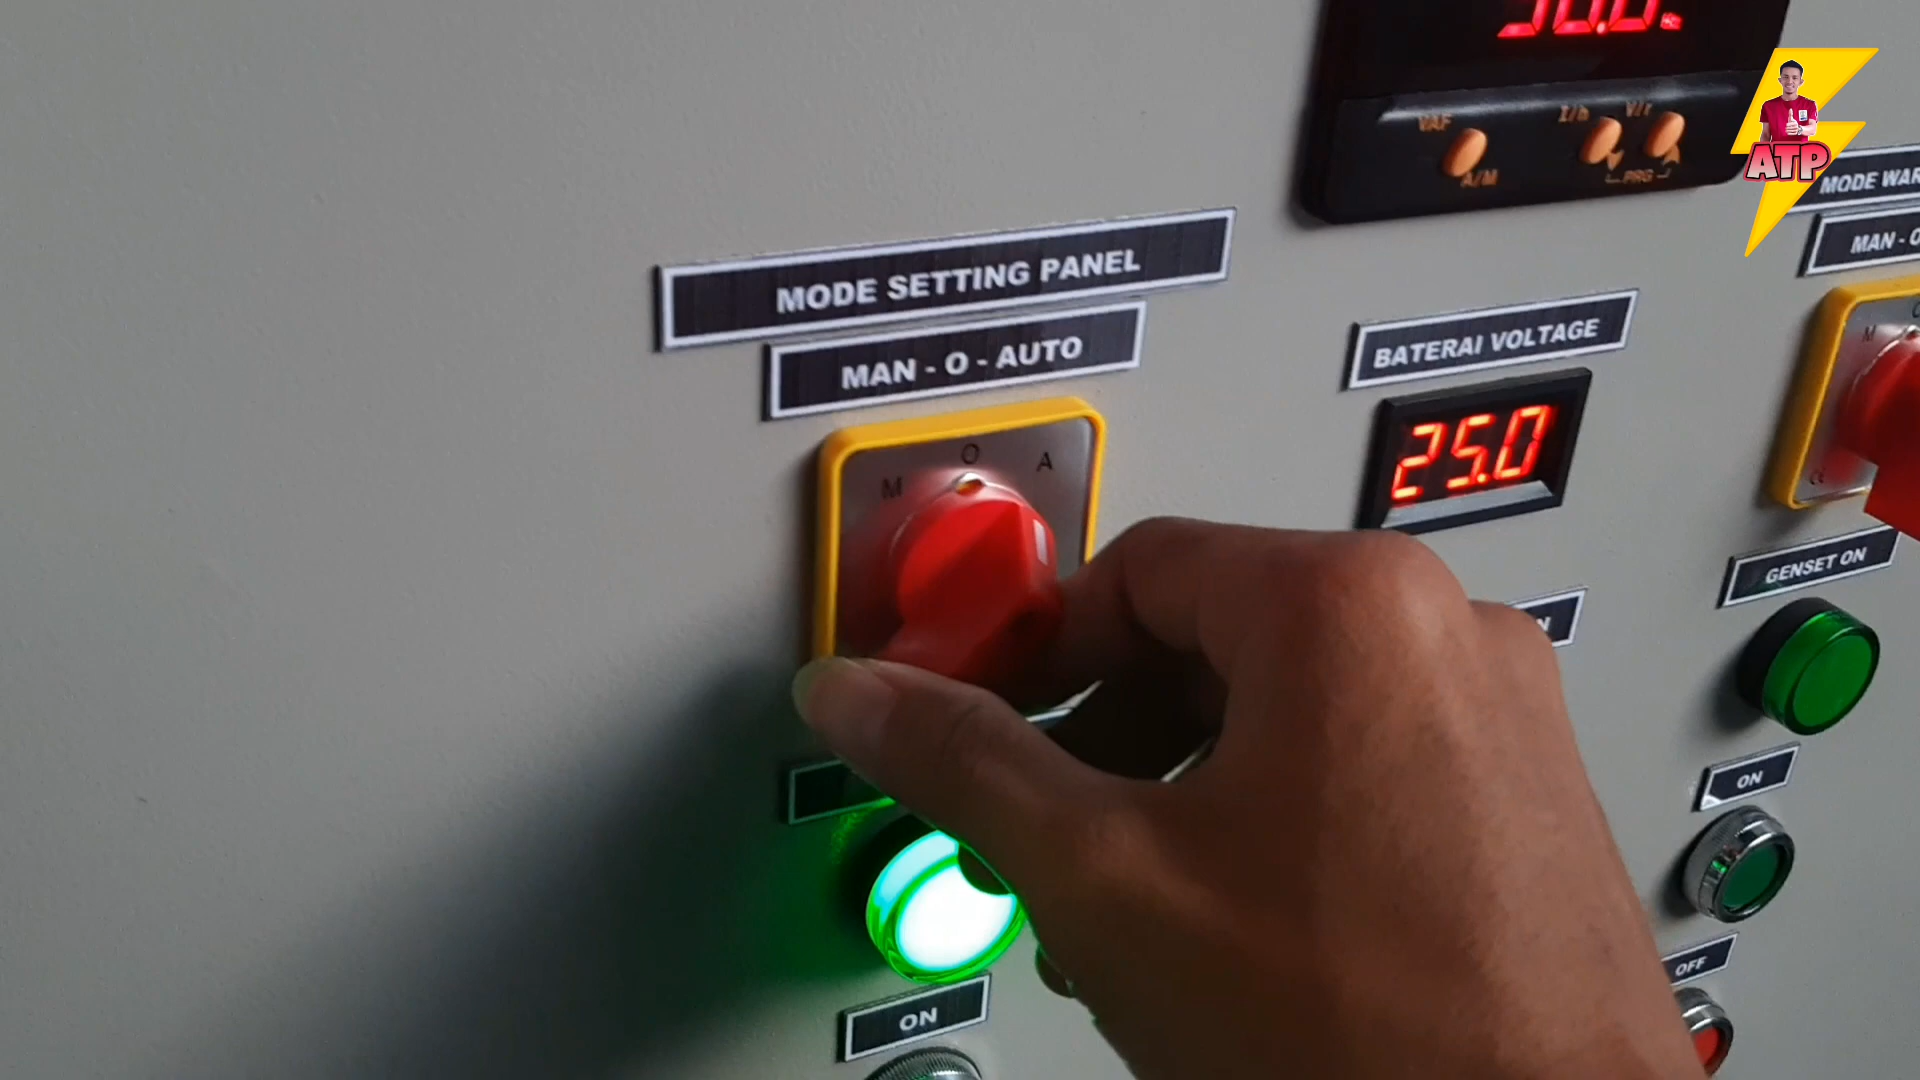 VAF
I/h
V/r
A/M
PRG
ATP
MODE SETTING PANEL
MAN - O - AUTO
M
O
A
BATERAI VOLTAGE
25.0
MODE
MAN - O
M
GENSET ON
ON
OFF
ON